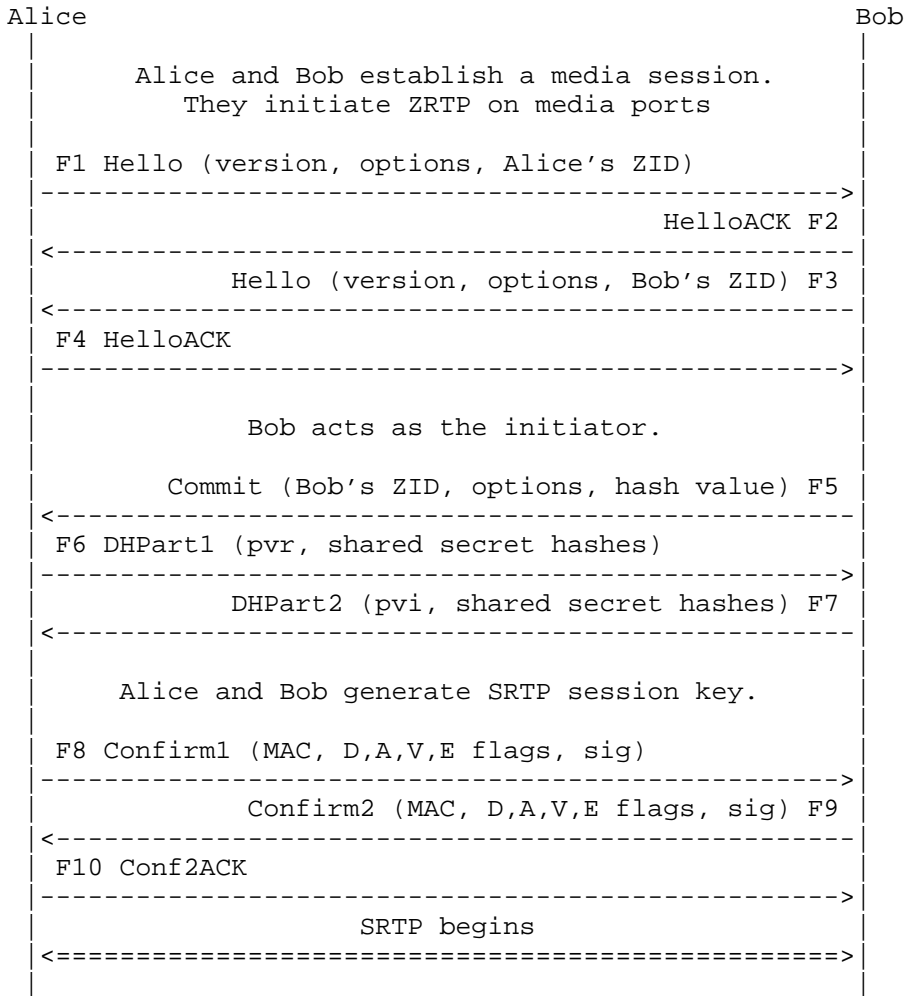 Alice Bob
Alice and Bob establish a media session.
They initiate ZRTP on media ports
F1 Hello (version, options, Alice's ZID)
HelloACK F2
Hello (version, options, Bob's ZID) F3
F4 HelloACK
Bob acts as the initiator.
Commit (Bob's ZID, options, hash value) F5
F6 DHPart1 (pvr, shared secret hashes)
DHPart2 (pvi, shared secret hashes) F7
Alice and Bob generate SRTP session key.
F8 Confirm1 (MAC, D,A,V,E flags, sig)
Confirm2 (MAC, D,A,V,E flags, sig) F9
F10 Conf2ACK
SRTP begins